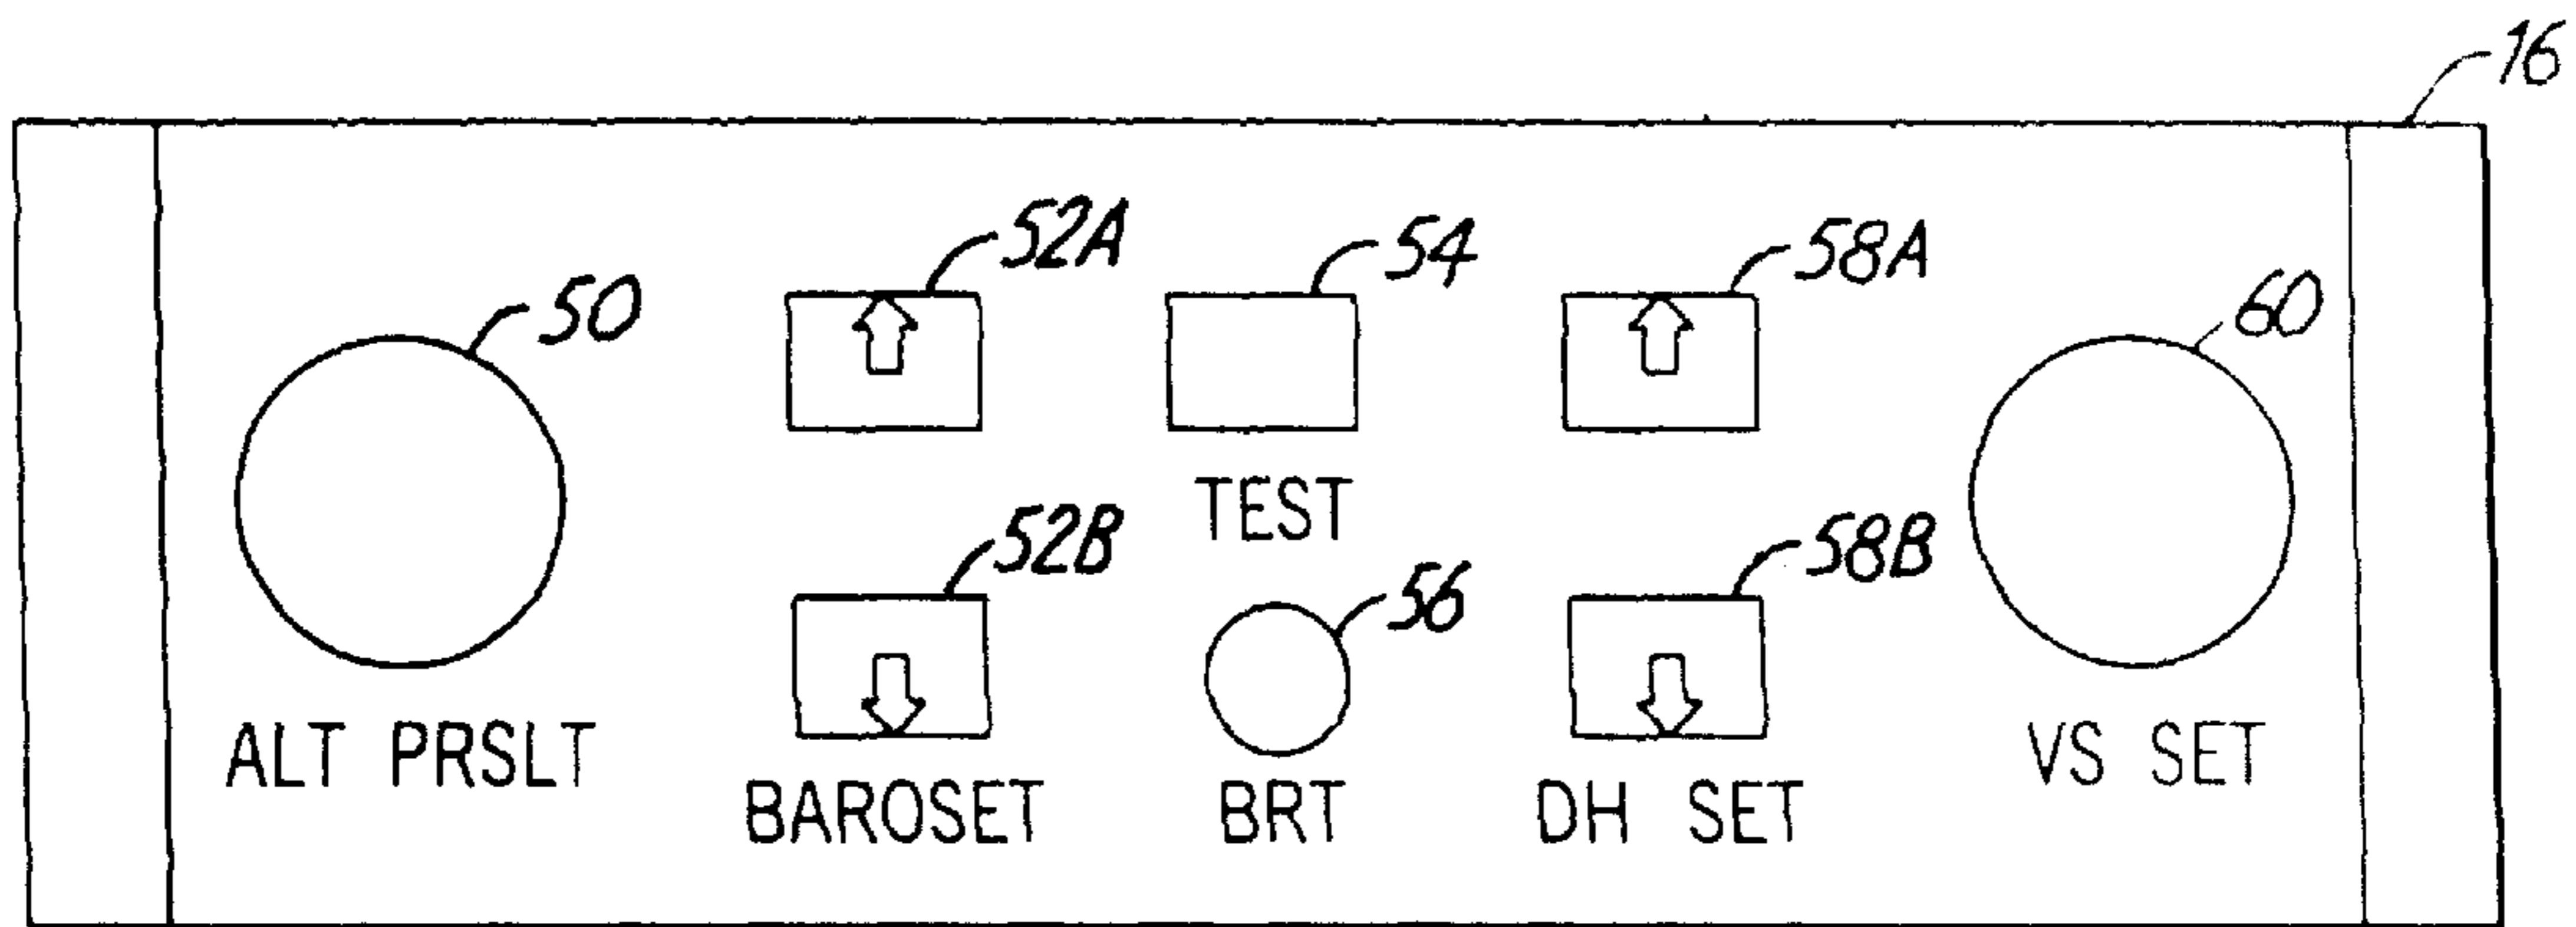 16
52A
54
58A
50
60
TEST
52B
58B
56
ALT PRSLT
VS SET
BAROSET
BRT
DH SET